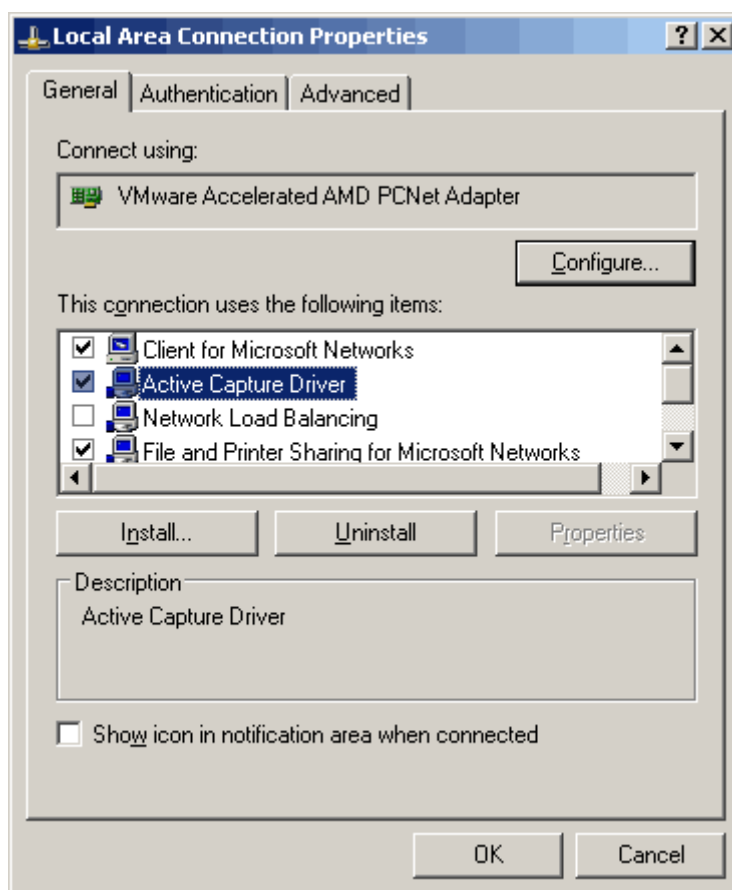 Local Area Connection Properties
General Authentication Advanced
Connect using:
VMware Accelerated AMD PCNet Adapter
Configure...
This connection uses the following items:
Client for Microsoft Networks
Active Capture Driver
Network Load Balancing
File and Printer Sharing for Microsoft Networks
Install... Uninstall Properties
Description
Active Capture Driver
Show icon in notification area when connected
OK Cancel